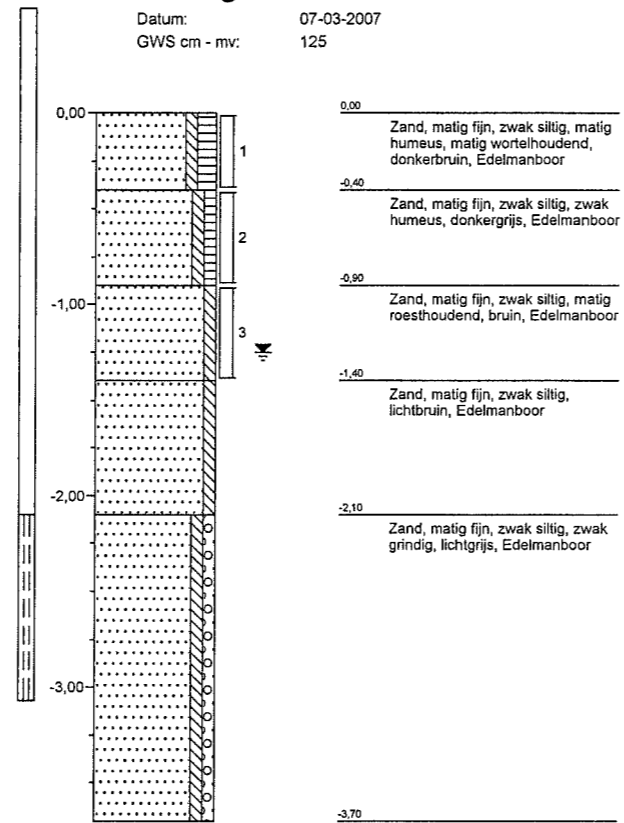 Datum: 07-03-2007
GWS cm - mv: 125
0,00
-1,00
-2,00
-3,00
1
2
3
0,00
Zand, matig fijn, zwak siltig, matig
humeus, matig wortelhoudend,
donkerbruin, Edelmanboor
-0,40
Zand, matig fijn, zwak siltig, zwak
humeus, donkergrijs, Edelmanboor
-0,90
Zand, matig fijn, zwak siltig, matig
roesthoudend, bruin, Edelmanboor
-1,40
Zand, matig fijn, zwak siltig,
lichtbruin, Edelmanboor
-2,10
Zand, matig fijn, zwak siltig, zwak
grindig, lichtgrijs, Edelmanboor
-3,70